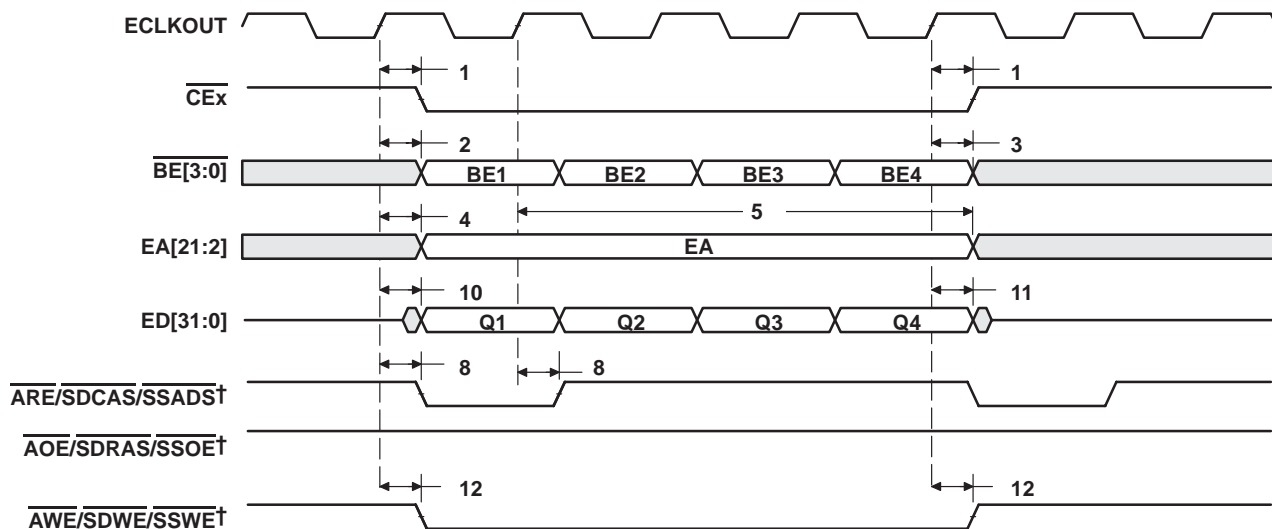 ECLKOUT
1 1
CEx
2 3
BE[3:0] BE1 BE2 BE3 BE4
4 5
EA[21:2] EA
10 11
ED[31:0] Q1 Q2 Q3 Q4
8 8
ARE/SDCAS/SSADS†
AOE/SDRAS/SSOE†
12 12
AWE/SDWE/SSWE†